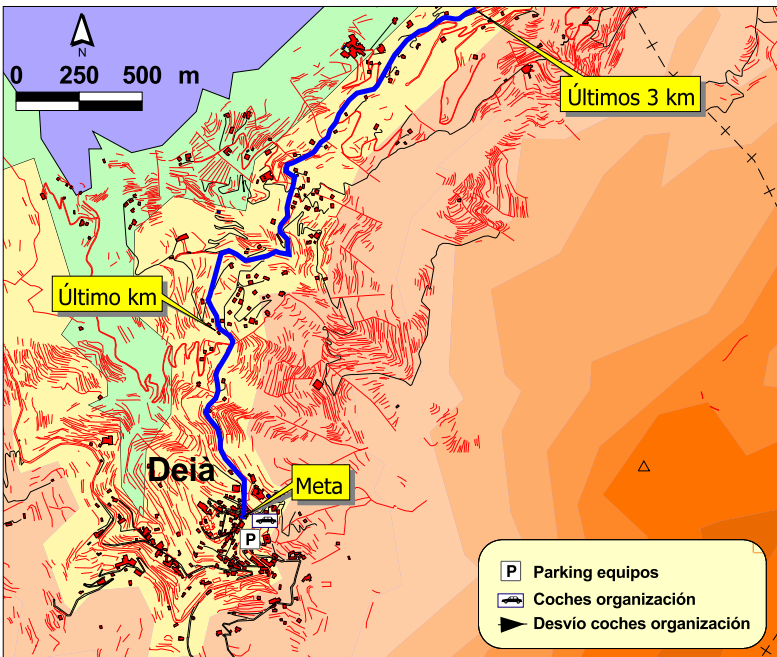 N
0 250 500 m
Últimos 3 km
Último km
Deià
Meta
P
P Parking equipos
Coches organización
Desvío coches organización